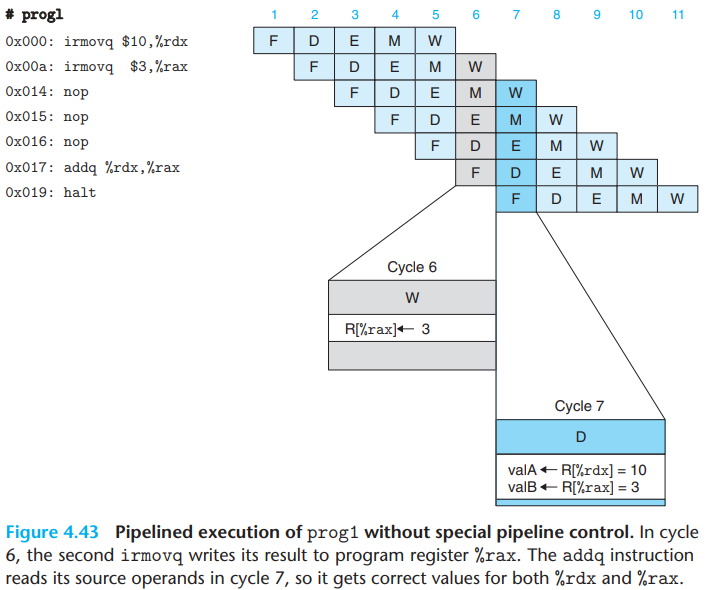 # prog1 1 2 3 4 5 6 7 8 9 10 11
0x000: irmovq $10,%rdx F D E M W
0x00a: irmovq $3,%rax F D E M W
0x014: nop F D E M W
0x015: nop F D E M W
0x016: nop F D E M W
0x017: addq %rdx,%rax F D E M W
0x019: halt F D E M W
Cycle 6
W
R[%rax]← 3
Cycle 7
D
valA ← R[%rdx] = 10
valB ← R[%rax] = 3
Figure 4.43 Pipelined execution of prog1 without special pipeline control. In cycle
6, the second irmovq writes its result to program register %rax. The addq instruction
reads its source operands in cycle 7, so it gets correct values for both %rdx and %rax.